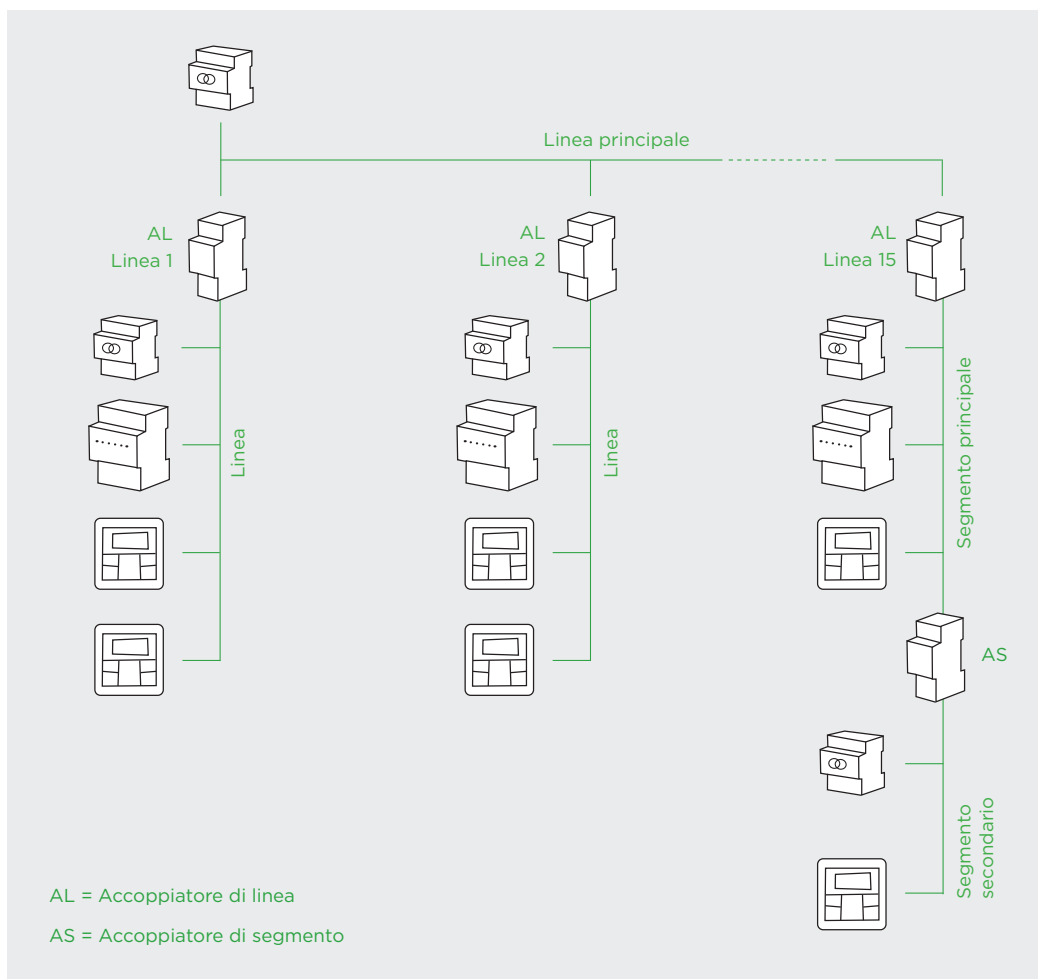 Linea principale
AL
Linea 1
AL
Linea 2
AL
Linea 15
Linea
Linea
Segmento principale
AS
Segmento
secondario
AL = Accoppiatore di linea
AS = Accoppiatore di segmento